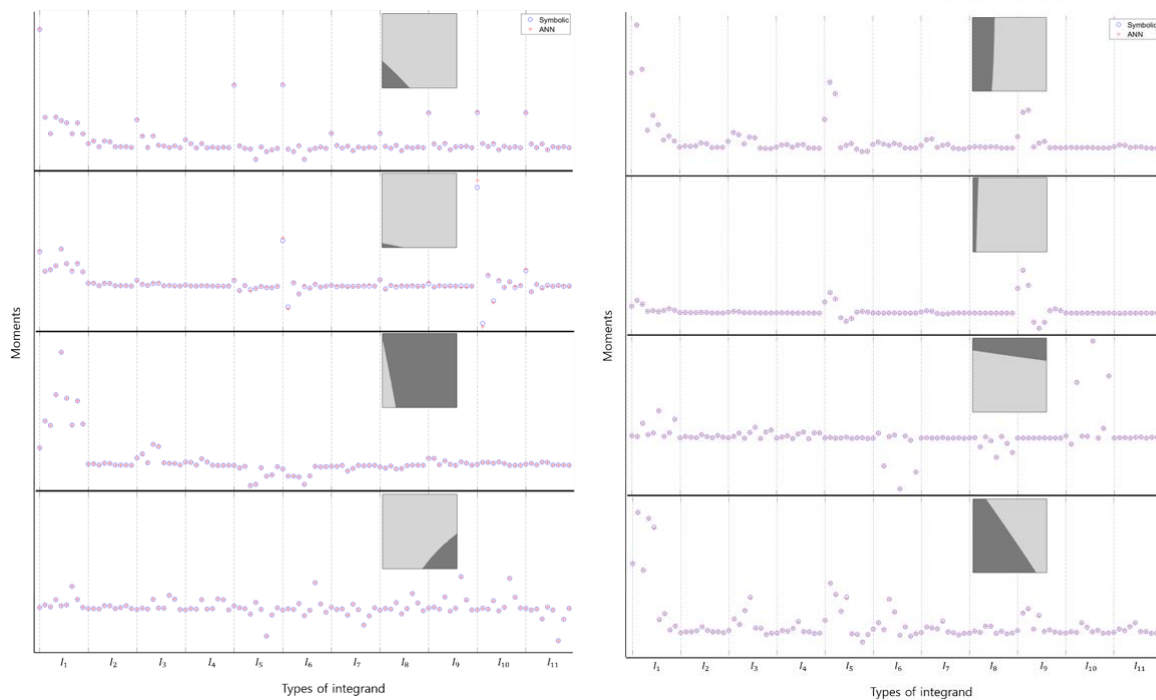 Symbolic
ANN
Symbolic
ANN
Moments
Moments
I₁ I₂ I₃ I₄ I₅ I₆ I₇ I₈ I₉ I₁₀ I₁₁
Types of integrand
I₁ I₂ I₃ I₄ I₅ I₆ I₇ I₈ I₉ I₁₀ I₁₁
Types of integrand